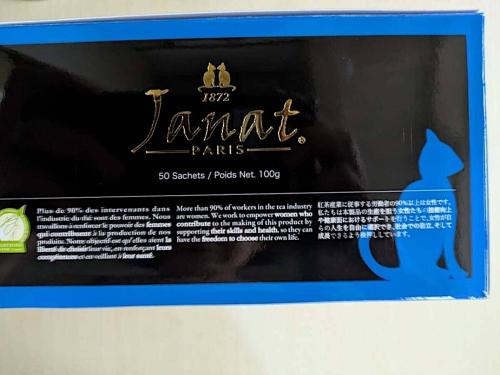 1872
Janat®
PARIS
50 Sachets / Poids Net. 100g
Plus de 90% des intervenants dans
l'industrie du thé sont des femmes. Nous
travaillons à renforcer le pouvoir des femmes
qui contribuent à la production de nos
produits. Notre objectif est qu'elles aient la
liberté de choisir leur vie, en renforçant leurs
compétences et en veillant à leur santé.
More than 90% of workers in the tea industry
are women. We work to empower women who
contribute to the making of this product by
supporting their skills and health, so they can
have the freedom to choose their own life.
紅茶産業に従事する労働者の90%以上は女性です。
私たちは本製品の生産を担う女性たちの技術向上
や健康面におけるサポートを行うことで、女性が自
らの人生を自由に選択でき、社会での自立、そして
成長できるよう後押ししています。